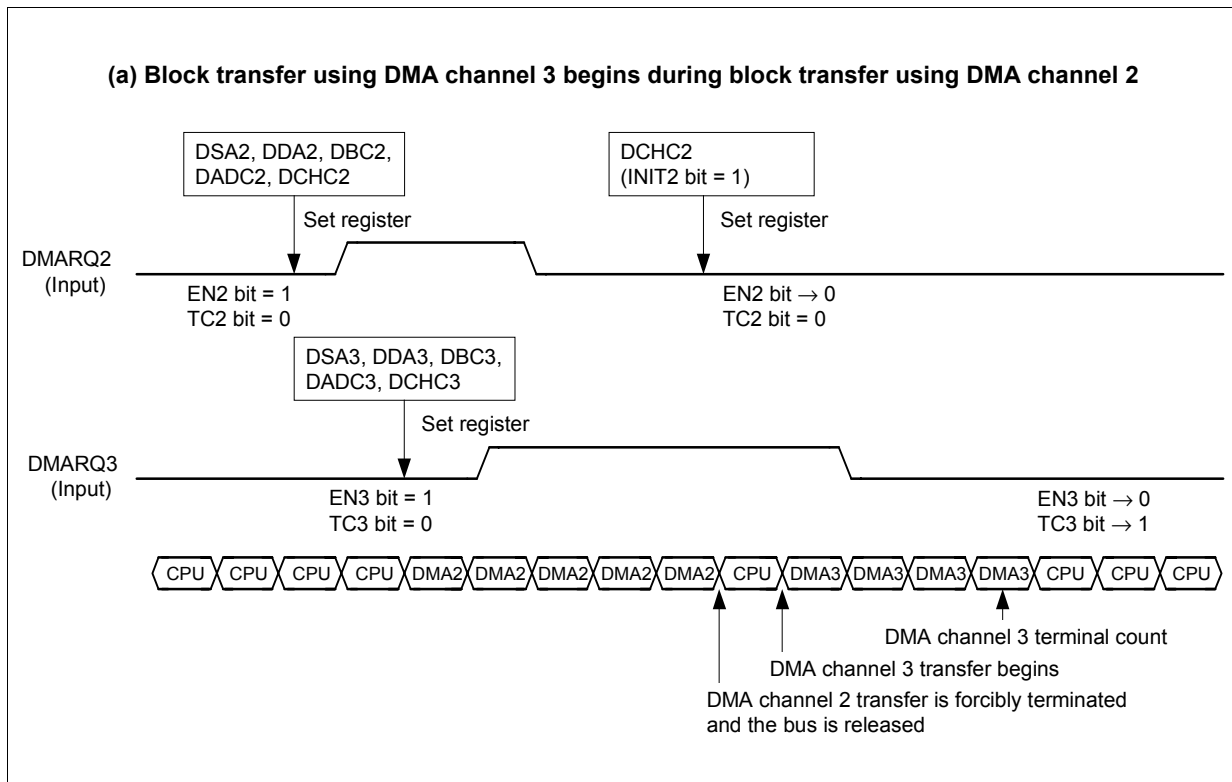 (a) Block transfer using DMA channel 3 begins during block transfer using DMA channel 2
DSA2, DDA2, DBC2,
DADC2, DCHC2
DCHC2
(INIT2 bit = 1)
Set register
Set register
DMARQ2
(Input)
EN2 bit = 1
TC2 bit = 0
EN2 bit → 0
TC2 bit = 0
DSA3, DDA3, DBC3,
DADC3, DCHC3
Set register
DMARQ3
(Input)
EN3 bit = 1
TC3 bit = 0
EN3 bit → 0
TC3 bit → 1
CPU CPU CPU CPU DMA2 DMA2 DMA2 DMA2 DMA2 CPU DMA3 DMA3 DMA3 DMA3 CPU CPU CPU
DMA channel 3 terminal count
DMA channel 3 transfer begins
DMA channel 2 transfer is forcibly terminated
and the bus is released